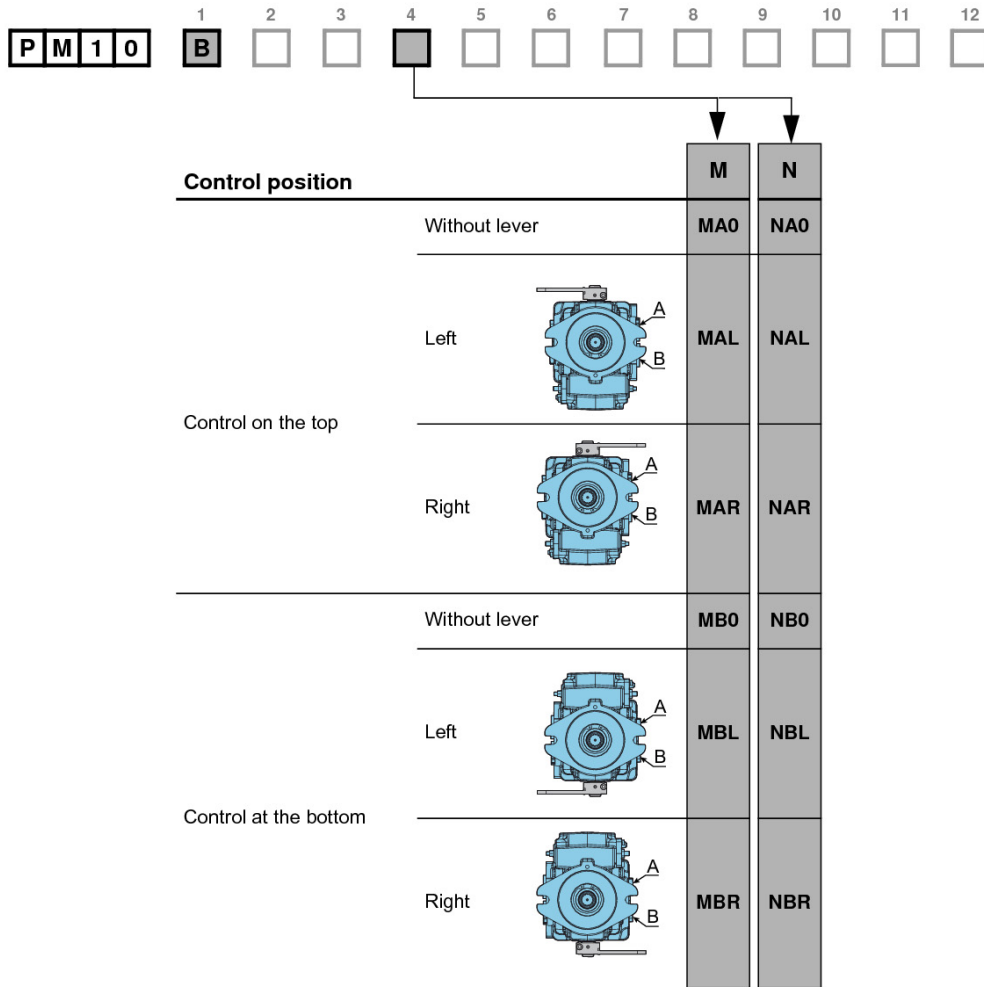 1 2 3 4 5 6 7 8 9 10 11 12
P M 1 0 B
Control position M N
Without lever MA0 NA0
Left A B MAL NAL
Control on the top
Right A B MAR NAR
Without lever MB0 NB0
Left A B MBL NBL
Control at the bottom
Right A B MBR NBR